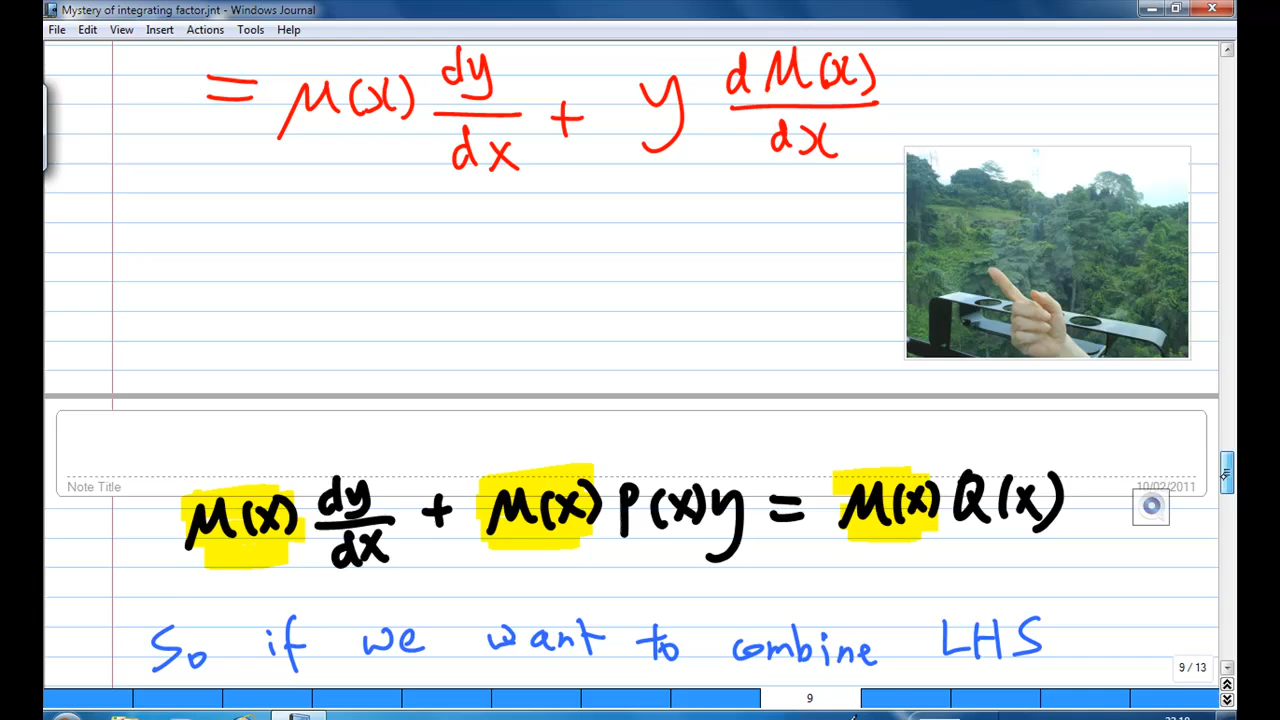 Mystery of integrating factor.jnt - Windows Journal
File Edit View Insert Actions Tools Help
= μ(x) dy/dx + y dμ(x)/dx
Note Title
10/02/2011
μ(x) dy/dx + μ(x) P(x)y = μ(x) Q(x)
So if we want to combine LHS
9 / 13
9